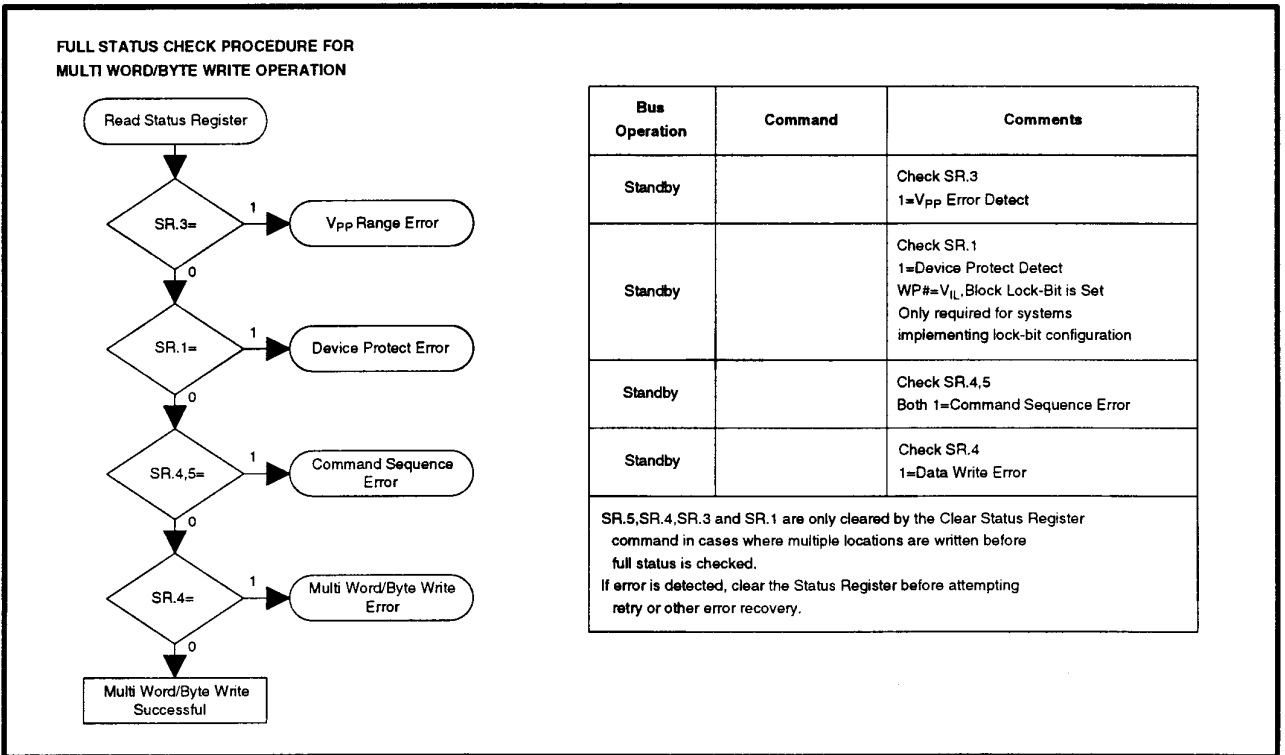 FULL STATUS CHECK PROCEDURE FOR
MULTI WORD/BYTE WRITE OPERATION
Read Status Register
SR.3=
1
VPP Range Error
0
SR.1=
1
Device Protect Error
0
SR.4,5=
1
Command Sequence
Error
0
SR.4=
1
Multi Word/Byte Write
Error
0
Multi Word/Byte Write
Successful
Bus
Operation
Command
Comments
Standby
Check SR.3
1=VPP Error Detect
Standby
Check SR.1
1=Device Protect Detect
WP#=VIL,Block Lock-Bit is Set
Only required for systems
implementing lock-bit configuration
Standby
Check SR.4,5
Both 1=Command Sequence Error
Standby
Check SR.4
1=Data Write Error
SR.5,SR.4,SR.3 and SR.1 are only cleared by the Clear Status Register
command in cases where multiple locations are written before
full status is checked.
If error is detected, clear the Status Register before attempting
retry or other error recovery.